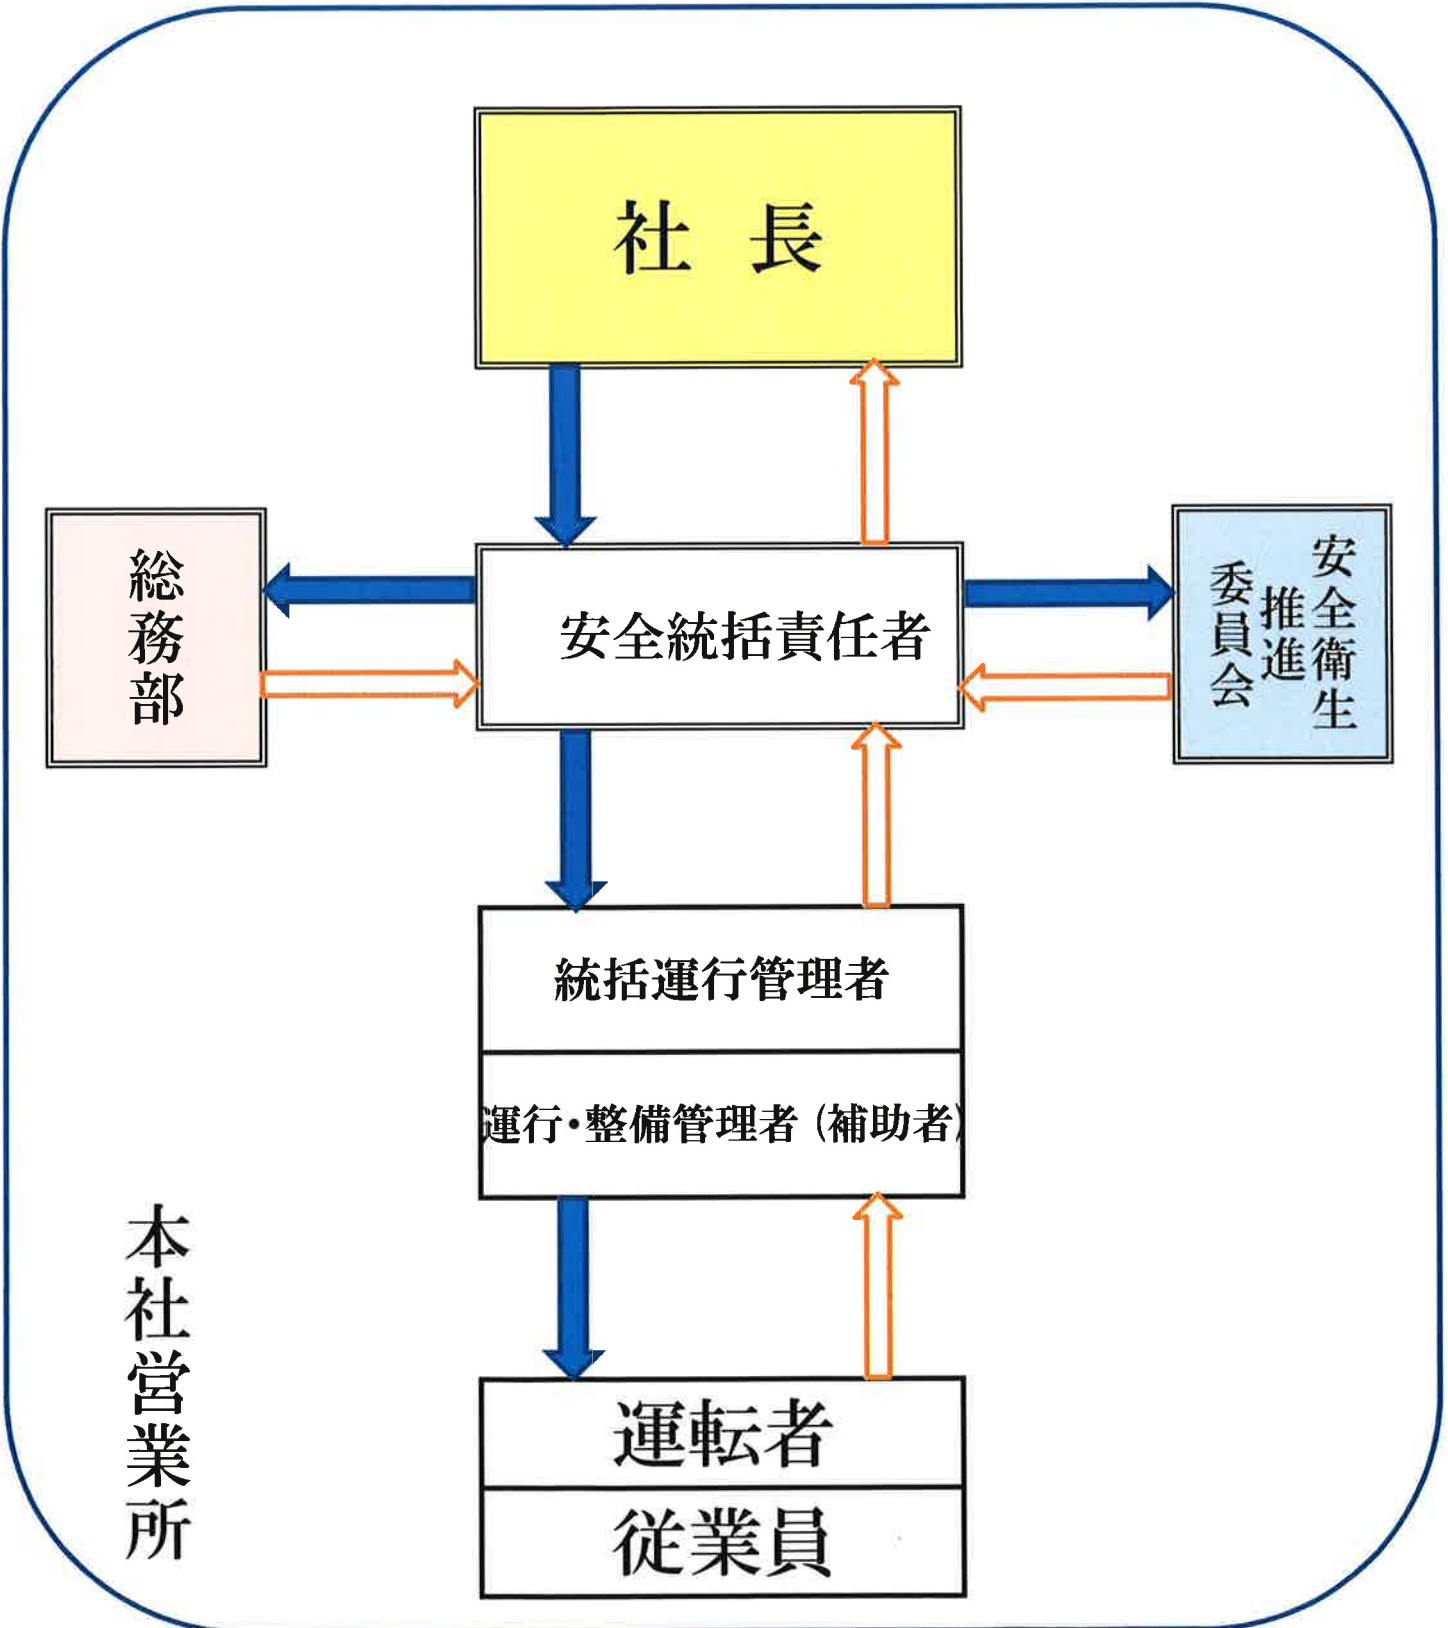 社 長
総務部
安全統括責任者
安全衛生
推進
委員会
統括運行管理者
運行・整備管理者（補助者）
本社営業所
運転者
従業員